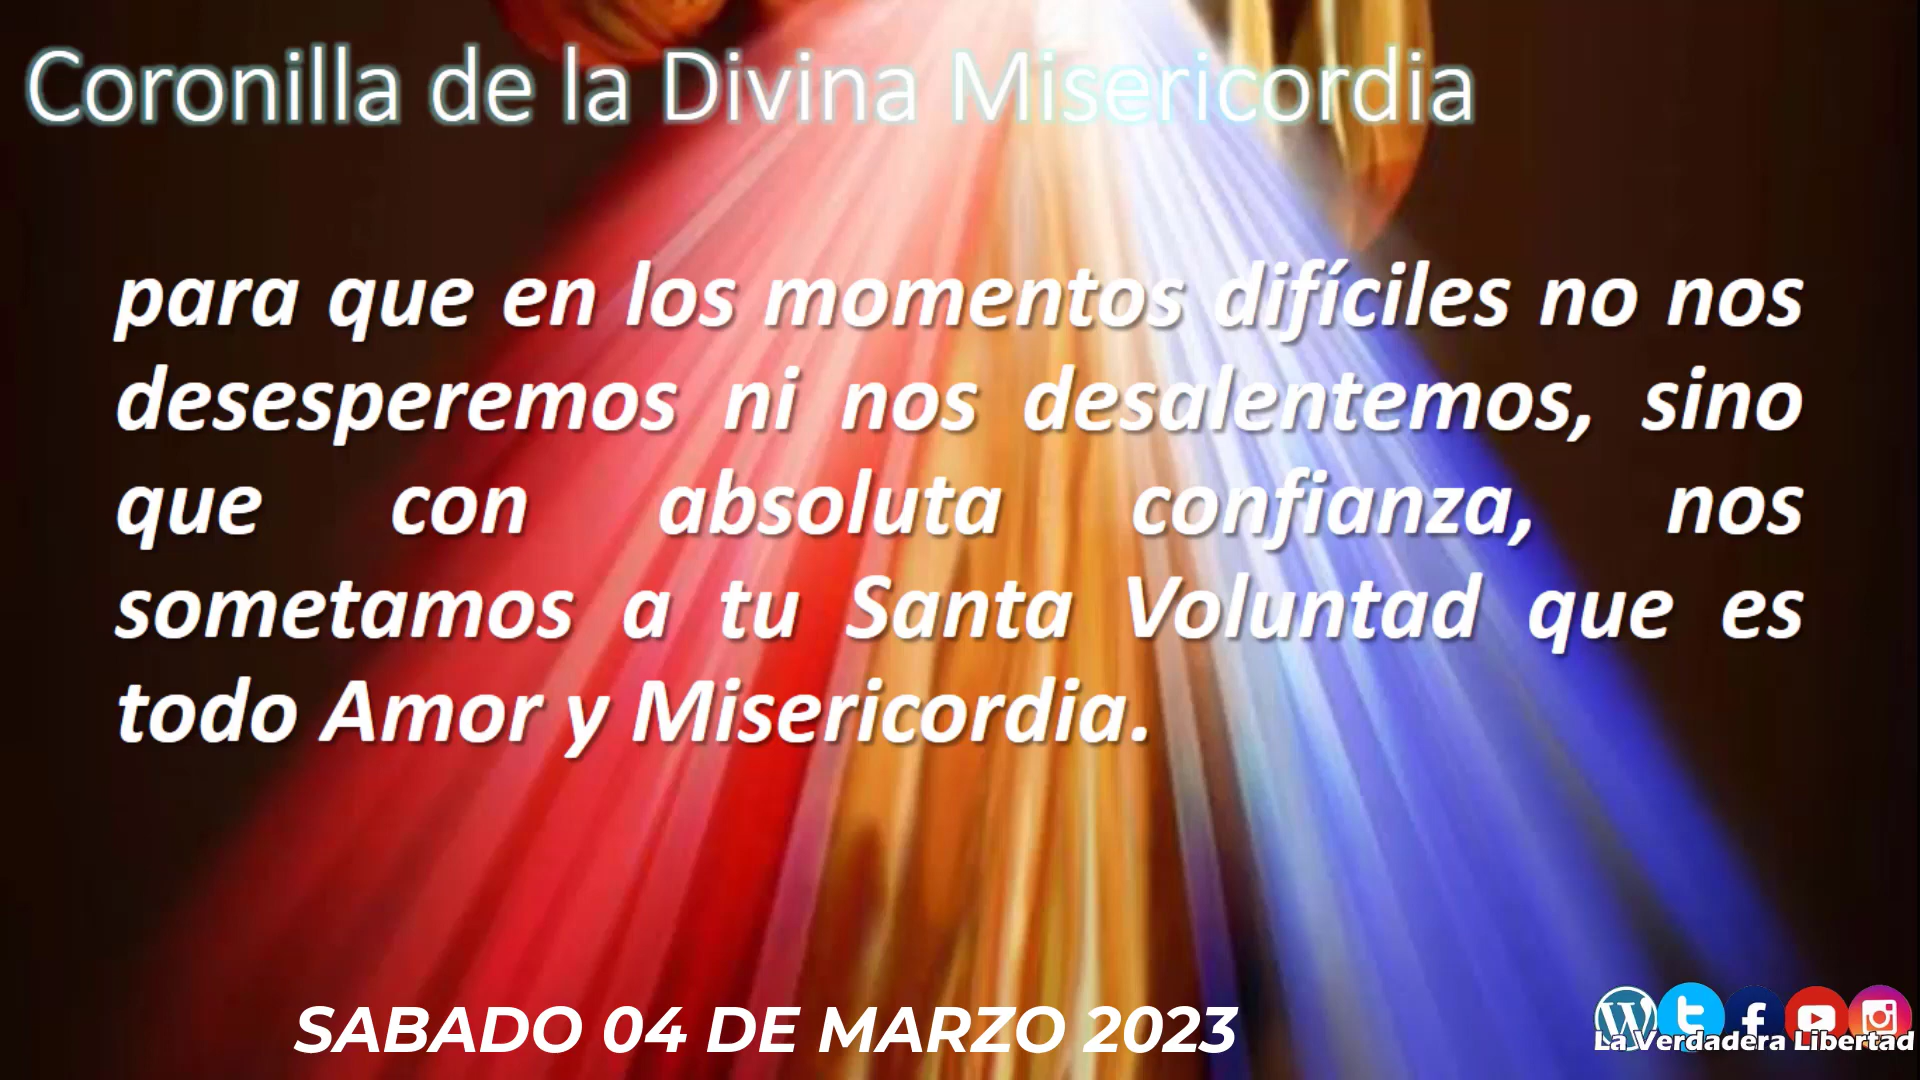 Coronilla de la Divina Misericordia
para que en los momentos difíciles no nos
desesperemos ni nos desalentemos, sino
que con absoluta confianza, nos
sometamos a tu Santa Voluntad que es
todo Amor y Misericordia.
SABADO 04 DE MARZO 2023
La Verdadera Libertad